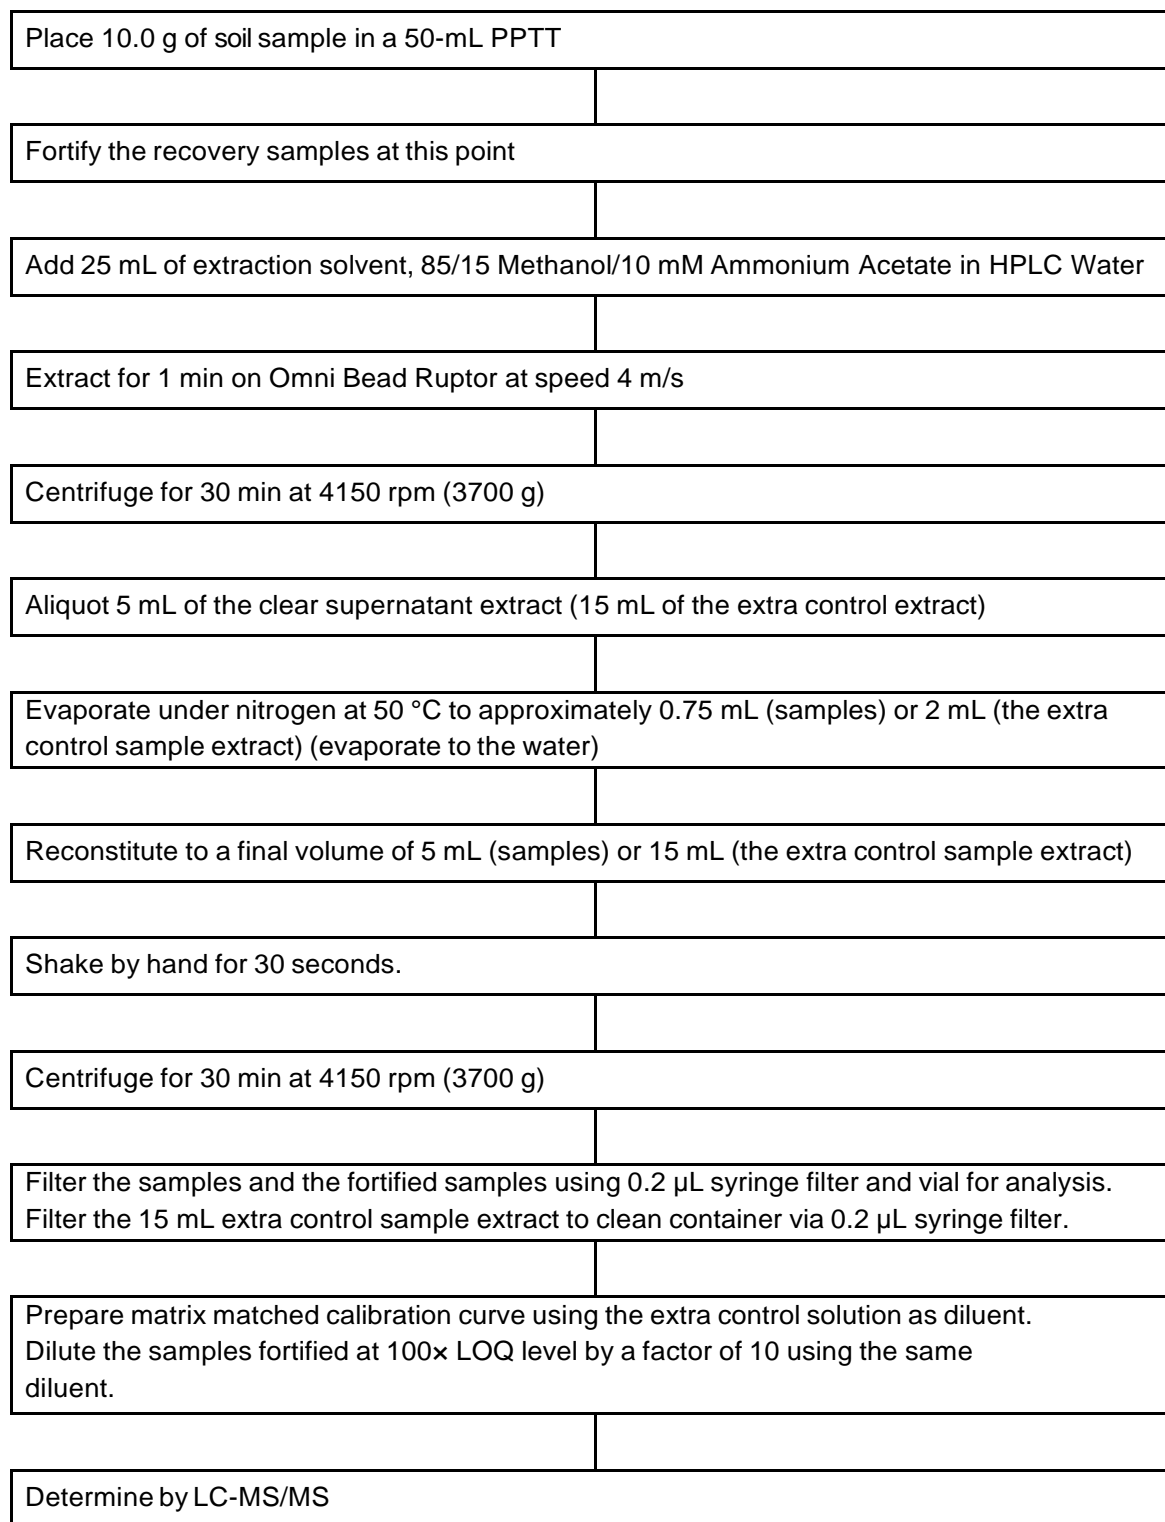 Place 10.0 g of soil sample in a 50-mL PPTT
Fortify the recovery samples at this point
Add 25 mL of extraction solvent, 85/15 Methanol/10 mM Ammonium Acetate in HPLC Water
Extract for 1 min on Omni Bead Ruptor at speed 4 m/s
Centrifuge for 30 min at 4150 rpm (3700 g)
Aliquot 5 mL of the clear supernatant extract (15 mL of the extra control extract)
Evaporate under nitrogen at 50 °C to approximately 0.75 mL (samples) or 2 mL (the extra
control sample extract) (evaporate to the water)
Reconstitute to a final volume of 5 mL (samples) or 15 mL (the extra control sample extract)
Shake by hand for 30 seconds.
Centrifuge for 30 min at 4150 rpm (3700 g)
Filter the samples and the fortified samples using 0.2 µL syringe filter and vial for analysis.
Filter the 15 mL extra control sample extract to clean container via 0.2 µL syringe filter.
Prepare matrix matched calibration curve using the extra control solution as diluent.
Dilute the samples fortified at 100× LOQ level by a factor of 10 using the same
diluent.
Determine by LC-MS/MS